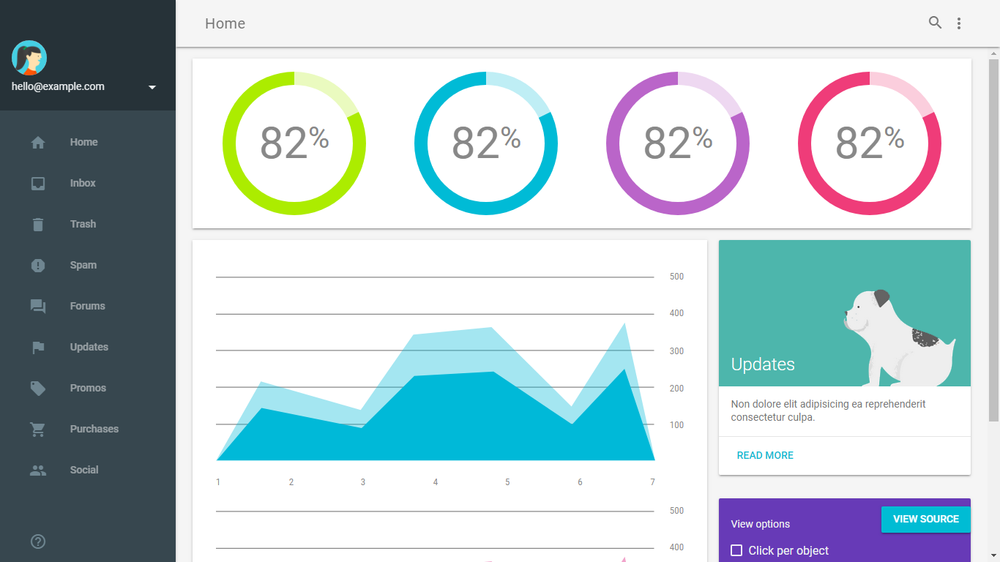 Home
hello@example.com
Home
Inbox
Trash
Spam
Forums
Updates
Promos
Purchases
Social
82%
82%
82%
82%
500
400
300
200
100
1 2 3 4 5 6 7
500
400
Updates
Non dolore elit adipisicing ea reprehenderit
consectetur culpa.
READ MORE
View options
VIEW SOURCE
Click per object